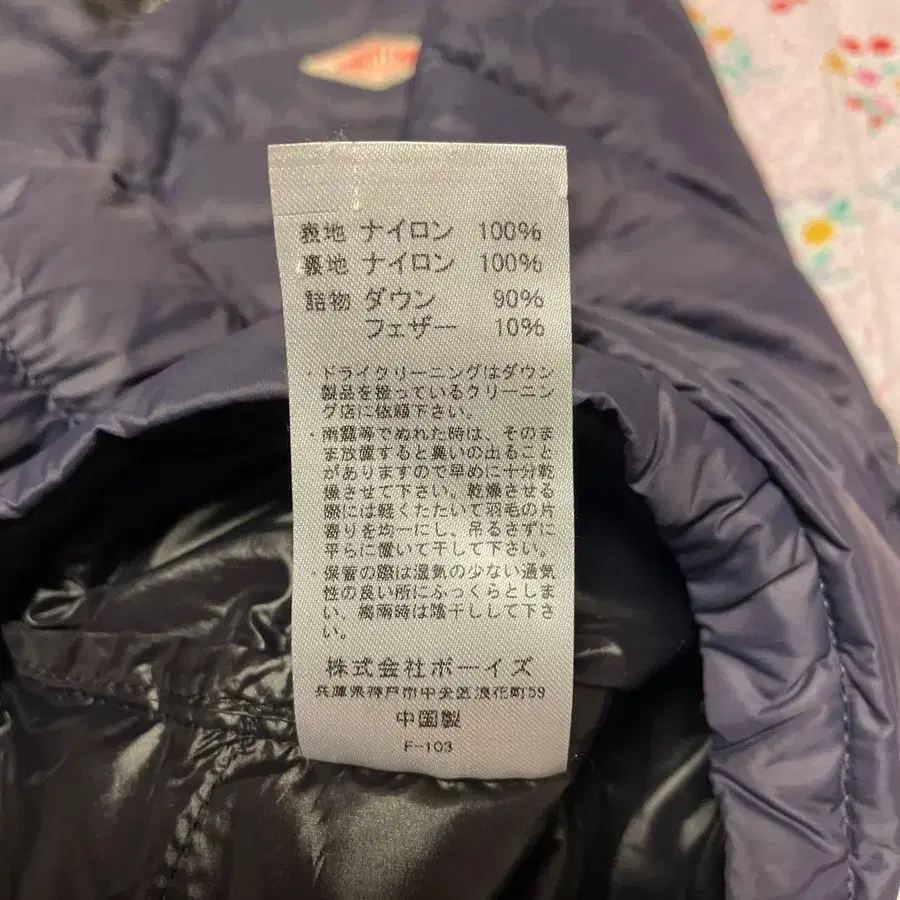 表地 ナイロン 100%
裏地 ナイロン 100%
詰物 ダウン 90%
フェザー 10%
・ドライクリーニングはダウン
製品を扱っているクリーニン
グ店に依頼下さい。
・雨露等でぬれた時は、そのま
ま放置すると臭いの出ること
がありますので早めに十分乾
燥させて下さい。乾燥させる
際には軽くたたいて羽毛の片
寄りを均一にし、吊るさずに
平らに置いて干して下さい。
・保管の際は湿気の少ない通気
性の良い所にふっくらとしま
い、梅雨時は陰干しして下さ
い。
株式会社ボーイズ
兵庫県神戸市中央区浪花町59
中国製
F-103